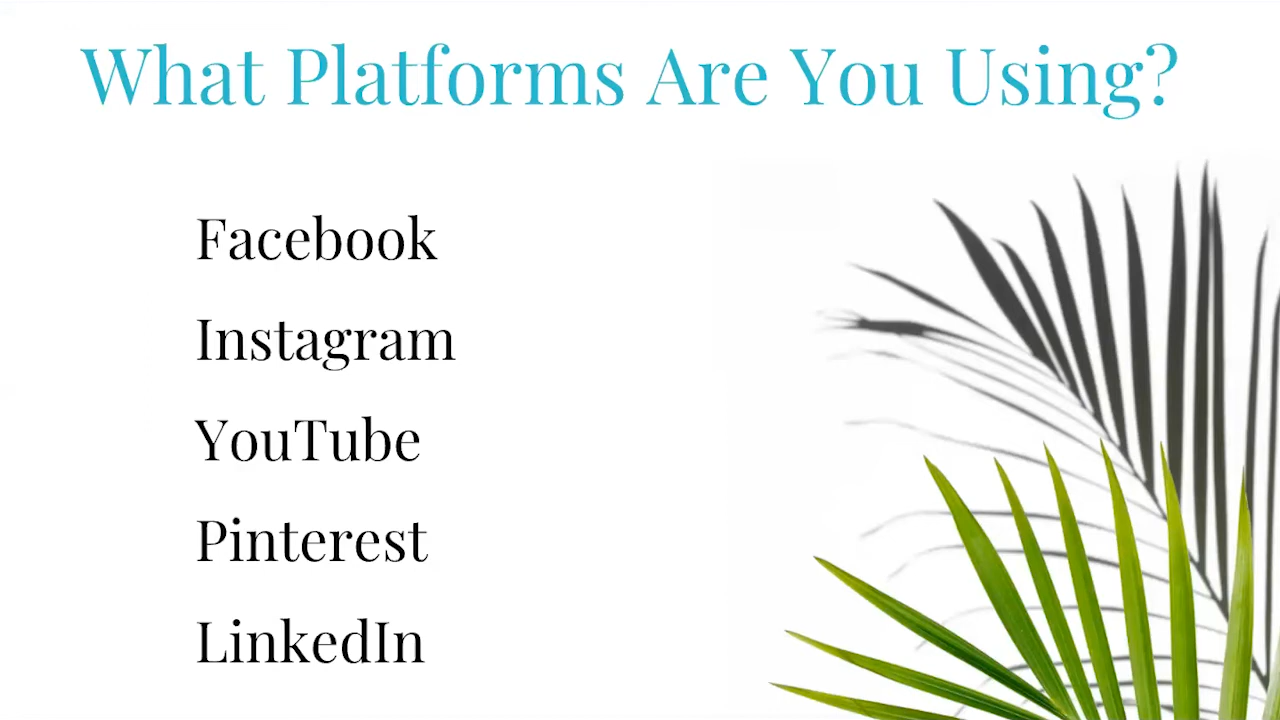 What Platforms Are You Using?
Facebook
Instagram
YouTube
Pinterest
LinkedIn